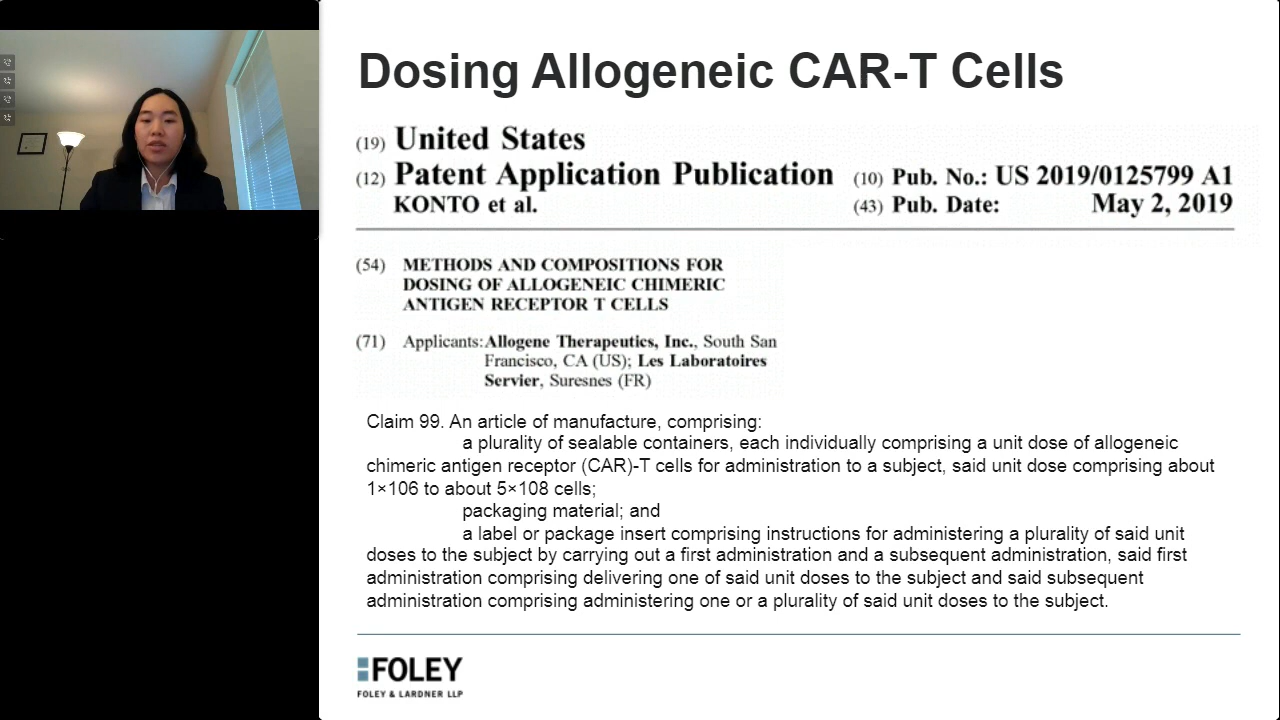 Dosing Allogeneic CAR-T Cells
(19) United States
(12) Patent Application Publication (10) Pub. No.: US 2019/0125799 A1
KONTO et al. (43) Pub. Date: May 2, 2019
(54) METHODS AND COMPOSITIONS FOR
DOSING OF ALLOGENEIC CHIMERIC
ANTIGEN RECEPTOR T CELLS
(71) Applicants: Allogene Therapeutics, Inc., South San
Francisco, CA (US); Les Laboratoires
Servier, Suresnes (FR)
Claim 99. An article of manufacture, comprising:
a plurality of sealable containers, each individually comprising a unit dose of allogeneic
chimeric antigen receptor (CAR)-T cells for administration to a subject, said unit dose comprising about
1×106 to about 5×108 cells;
packaging material; and
a label or package insert comprising instructions for administering a plurality of said unit
doses to the subject by carrying out a first administration and a subsequent administration, said first
administration comprising delivering one of said unit doses to the subject and said subsequent
administration comprising administering one or a plurality of said unit doses to the subject.
FOLEY
FOLEY & LARDNER LLP